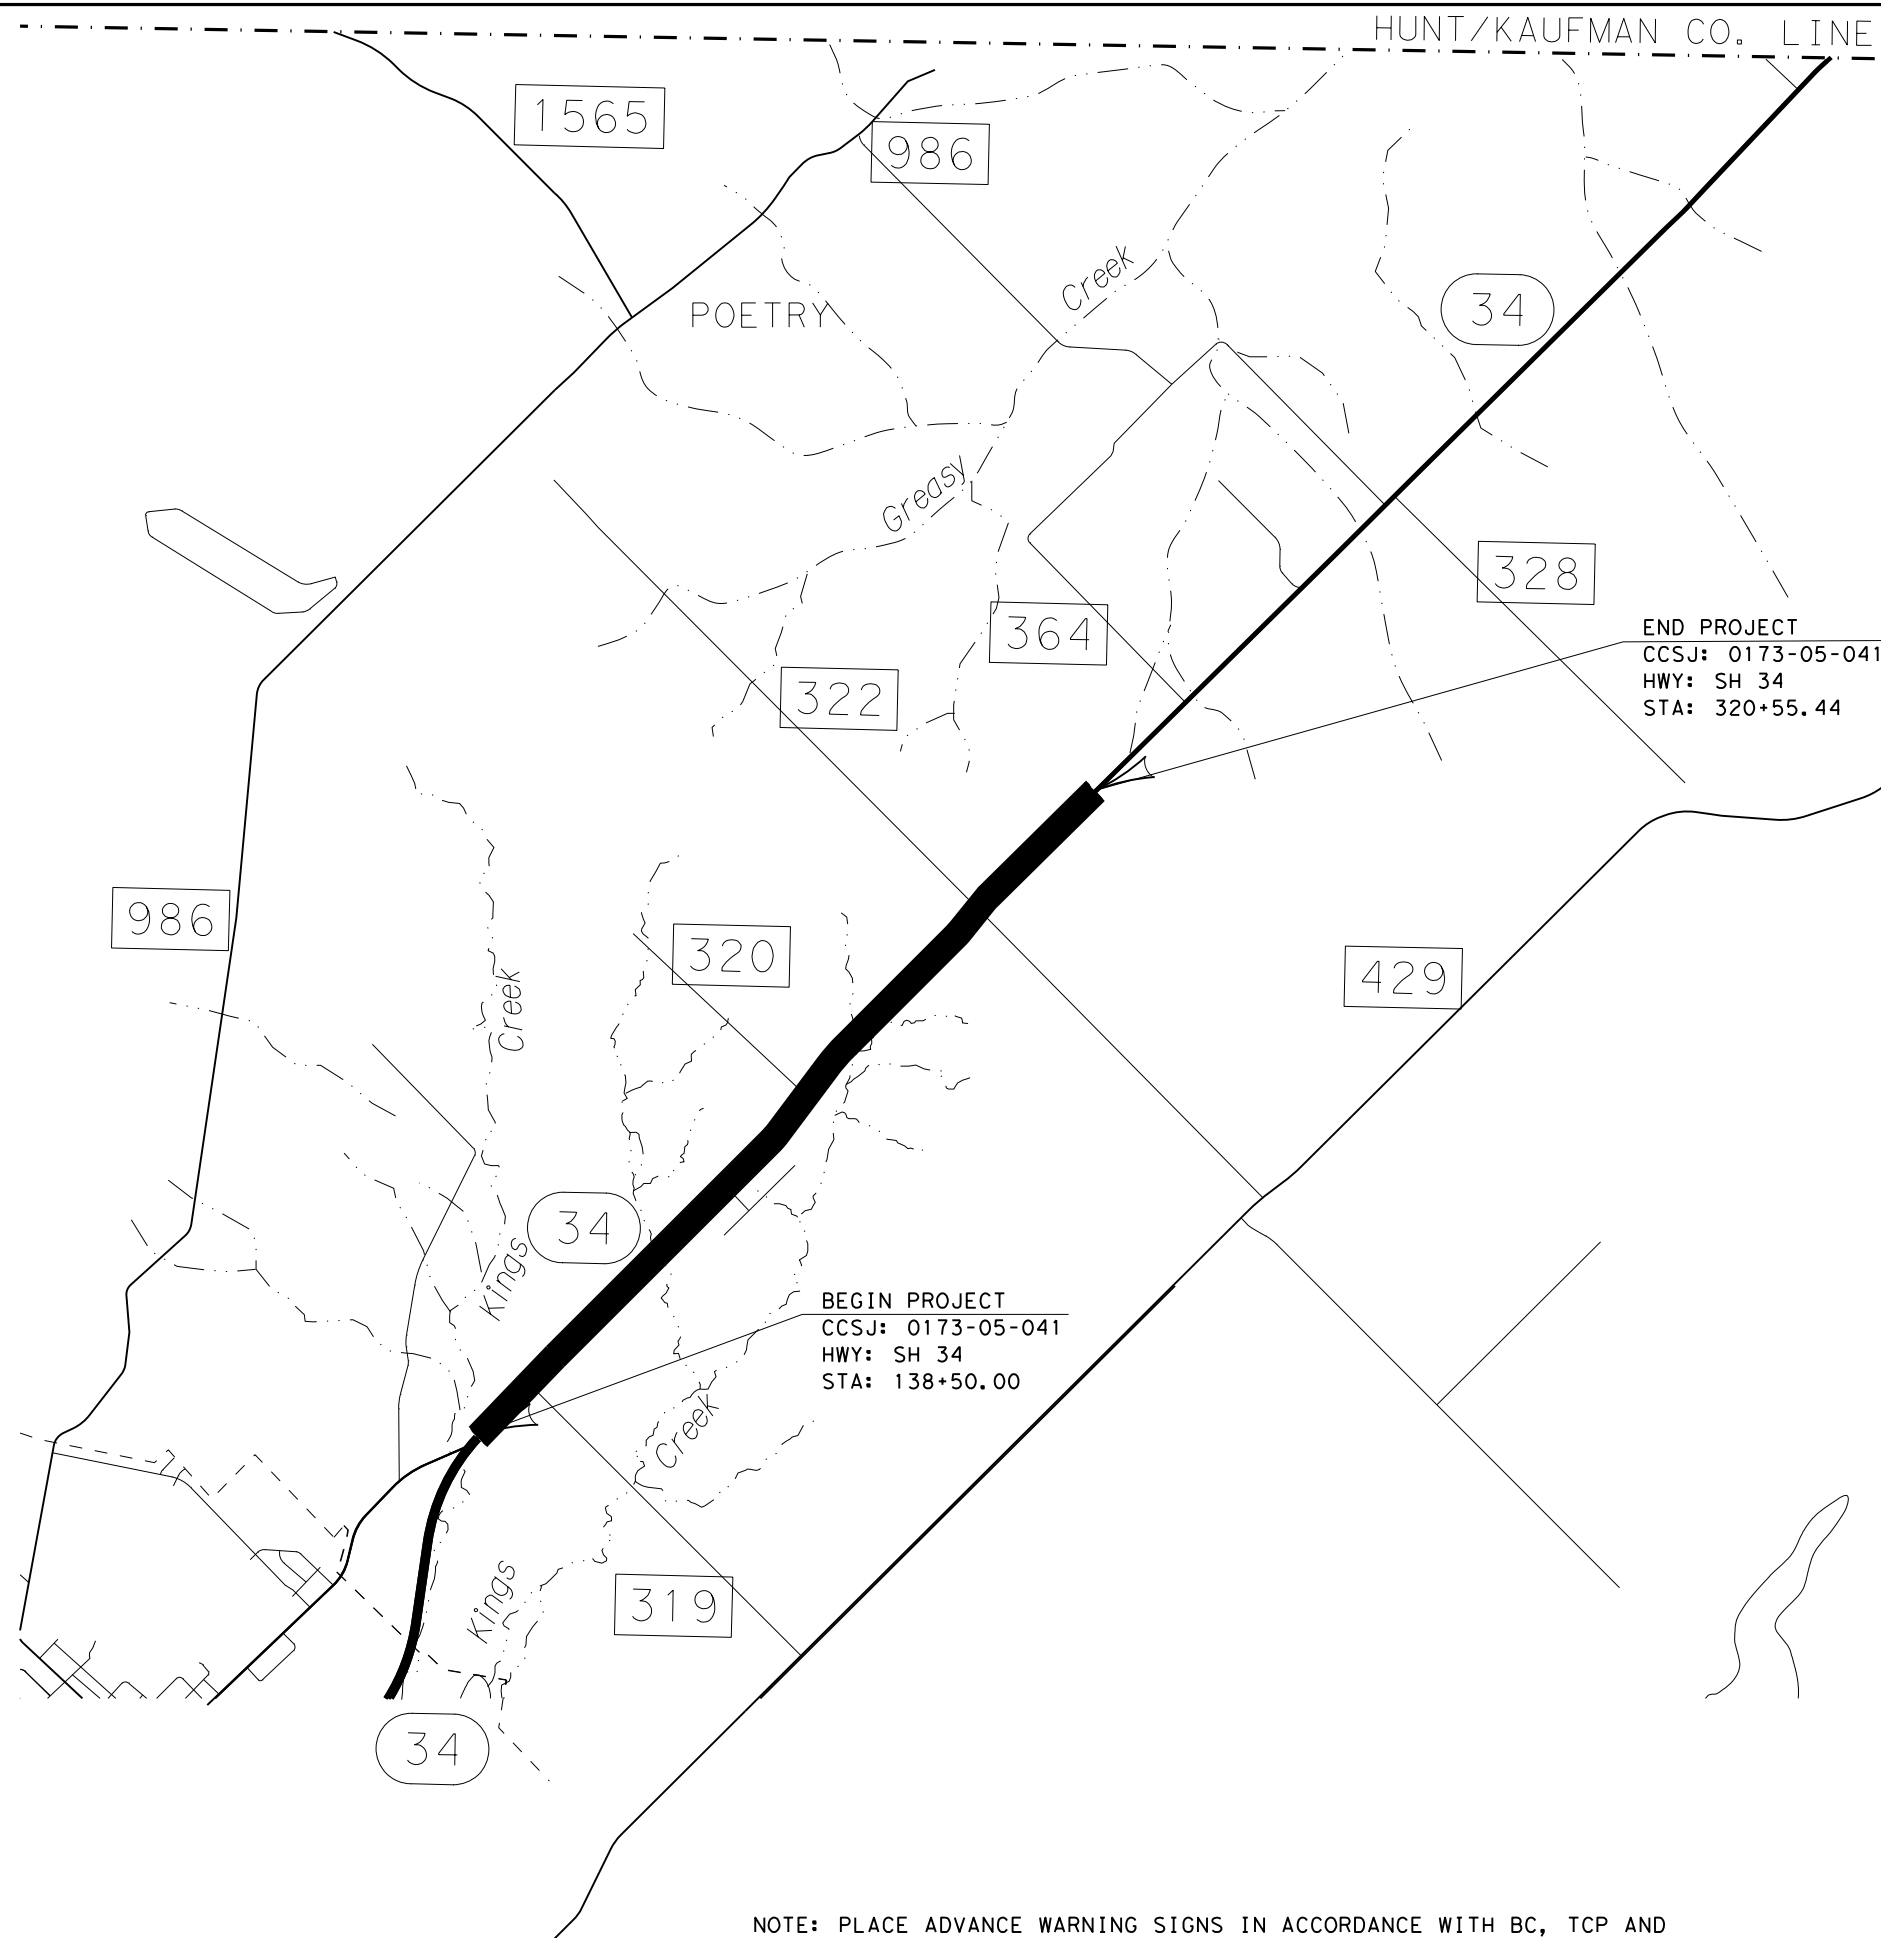 HUNT/KAUFMAN CO. LINE
1565
986
Creek
POETRY
34
Greasy
328
364
END PROJECT
CCSJ: 0173-05-041
HWY: SH 34
STA: 320+55.44
322
986
320
429
Creek
34
Kings
BEGIN PROJECT
CCSJ: 0173-05-041
HWY: SH 34
STA: 138+50.00
Creek
Kings
319
34
NOTE: PLACE ADVANCE WARNING SIGNS IN ACCORDANCE WITH BC, TCP AND